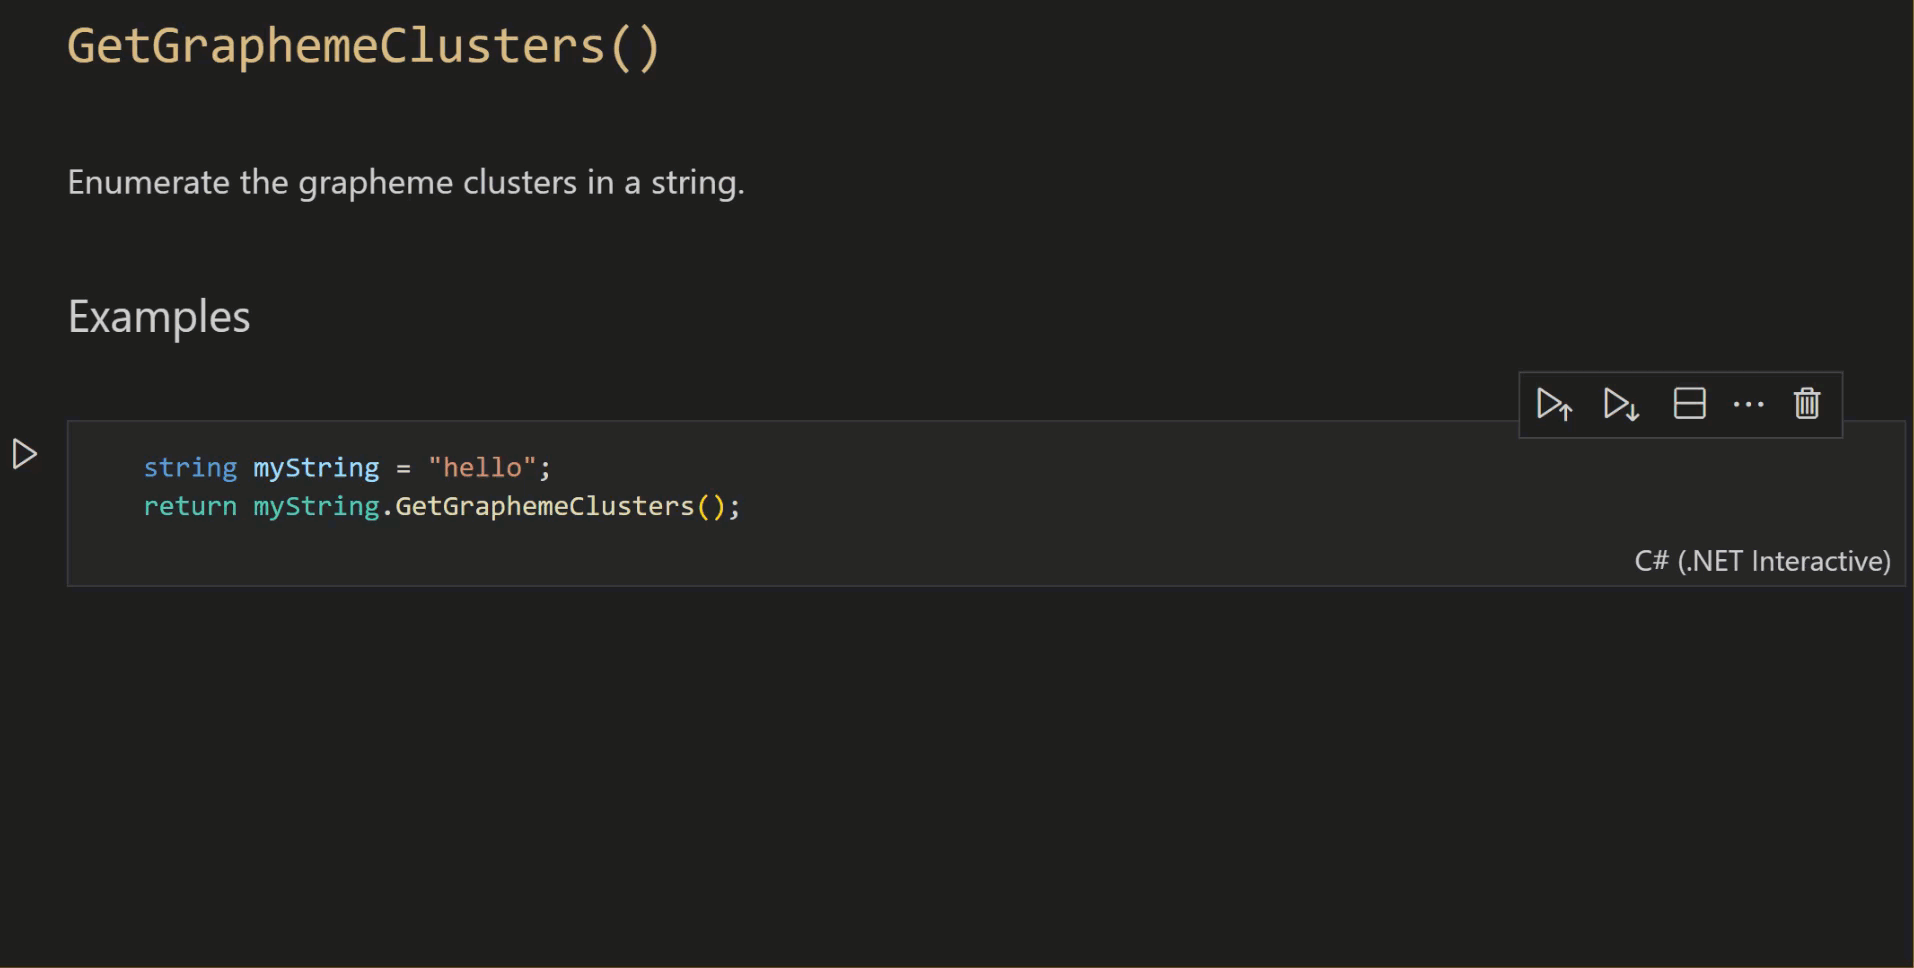 GetGraphemeClusters()
Enumerate the grapheme clusters in a string.
Examples
string myString = "hello";
return myString.GetGraphemeClusters();
C# (.NET Interactive)